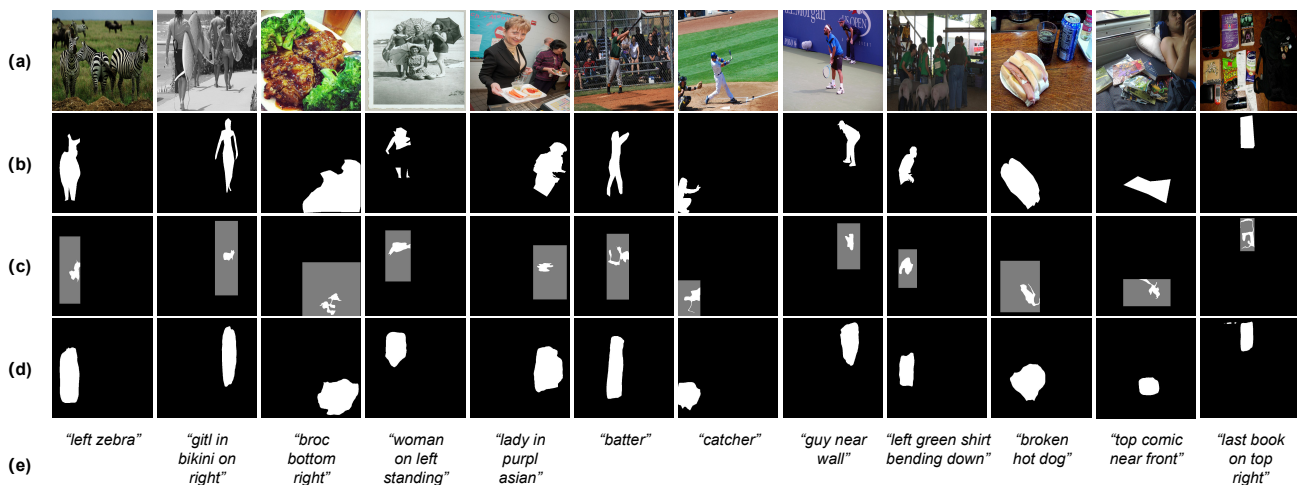 (a)
.Morgan
OPEN
(b)
(c)
(d)
(e)
“left zebra”
“gitl in
bikini on
right”
“broc
bottom
right”
“woman
on left
standing”
“lady in
purpl
asian”
“batter”
“catcher”
“guy near
wall”
“left green shirt
bending down”
“broken
hot dog”
“top comic
near front”
“last book
on top
right”